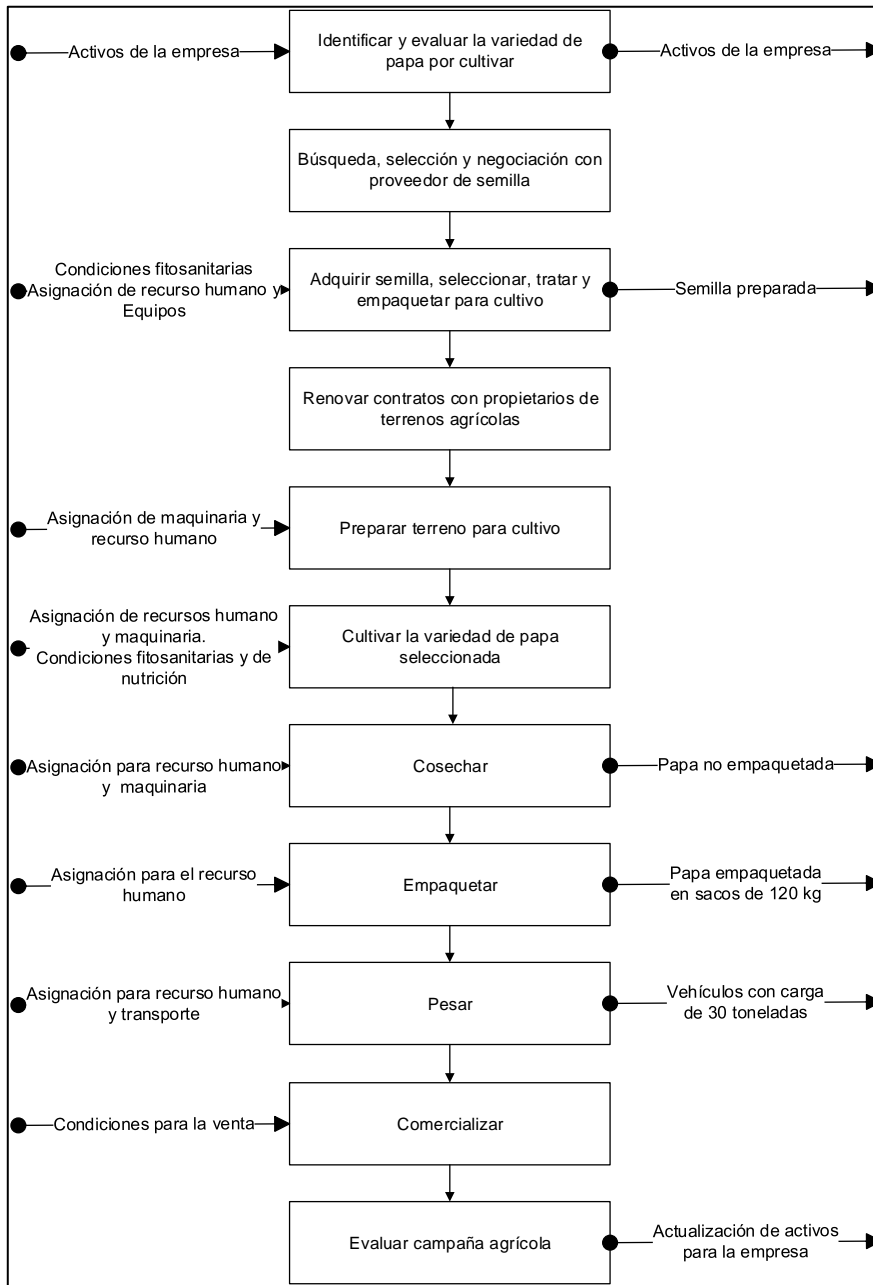 Activos de la empresa
Identificar y evaluar la variedad de
papa por cultivar
Activos de la empresa
Búsqueda, selección y negociación con
proveedor de semilla
Condiciones fitosanitarias
Asignación de recurso humano y
Equipos
Adquirir semilla, seleccionar, tratar y
empaquetar para cultivo
Semilla preparada
Renovar contratos con propietarios de
terrenos agrícolas
Asignación de maquinaria y
recurso humano
Preparar terreno para cultivo
Asignación de recursos humano
y maquinaria.
Condiciones fitosanitarias y de
nutrición
Cultivar la variedad de papa
seleccionada
Asignación para recurso humano
y maquinaria
Cosechar
Papa no empaquetada
Asignación para el recurso
humano
Empaquetar
Papa empaquetada
en sacos de 120 kg
Asignación para recurso humano
y transporte
Pesar
Vehículos con carga
de 30 toneladas
Condiciones para la venta
Comercializar
Evaluar campaña agrícola
Actualización de activos
para la empresa